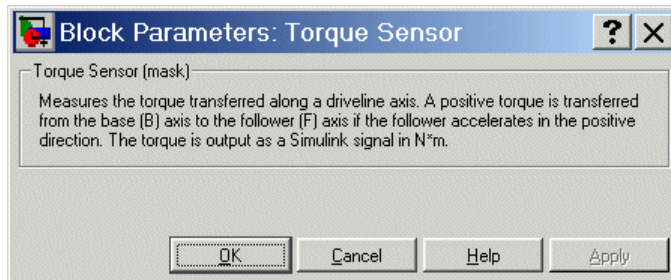 Block Parameters: Torque Sensor
Torque Sensor (mask)
Measures the torque transferred along a driveline axis. A positive torque is transferred
from the base (B) axis to the follower (F) axis if the follower accelerates in the positive
direction. The torque is output as a Simulink signal in N*m.
OK Cancel Help Apply